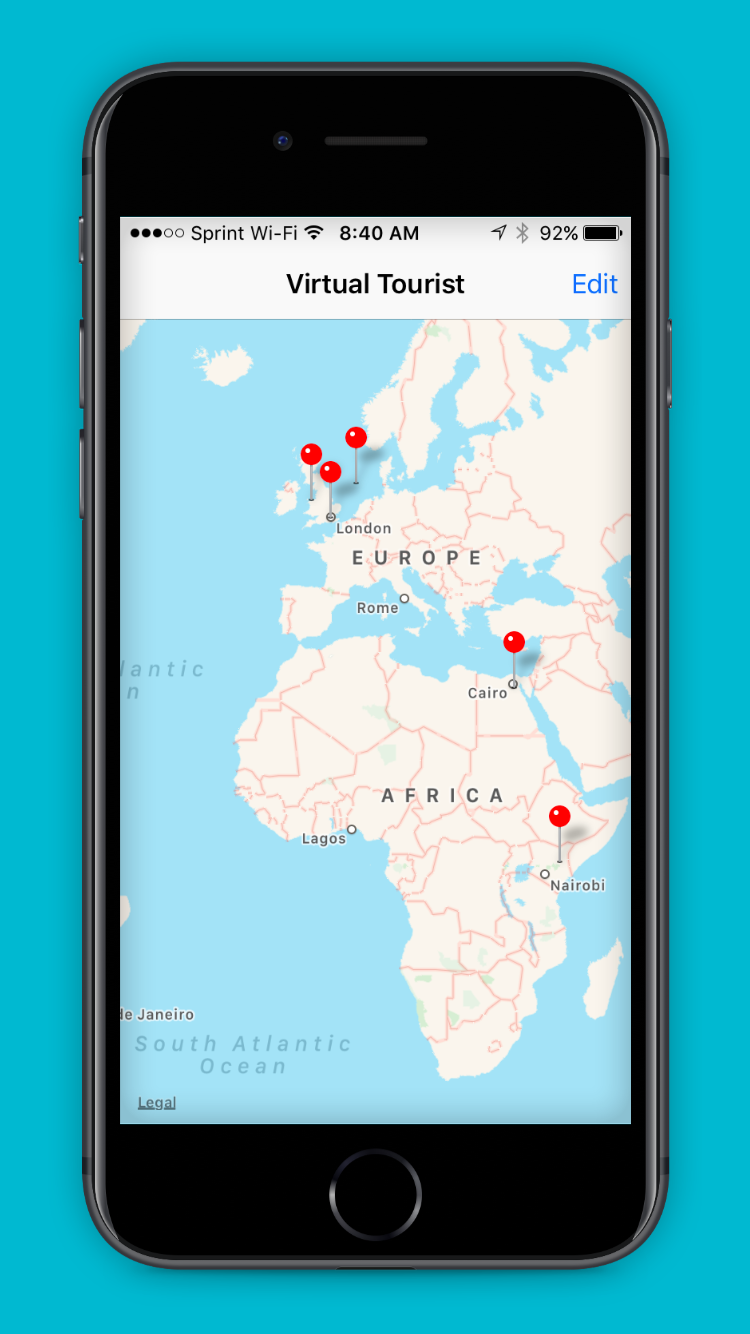 Sprint Wi-Fi 8:40 AM 92%
Virtual Tourist Edit
London
EUROPE
Rome
lantic
n
Cairo
AFRICA
Lagos
Nairobi
de Janeiro
South Atlantic
Ocean
Legal